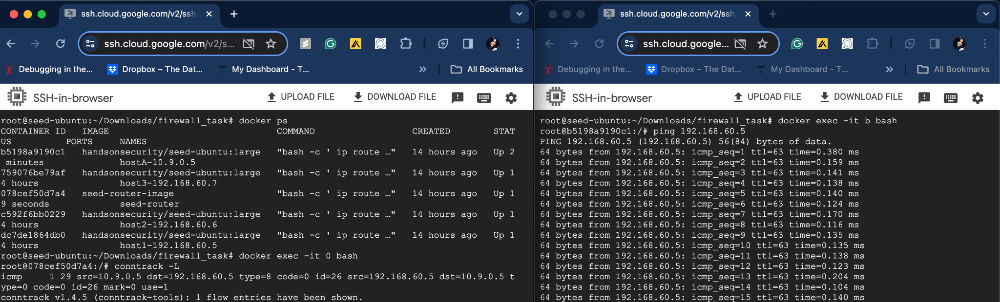 ssh.cloud.google.com/v2/ssh
ssh.cloud.google.com/v2/s...
Debugging in the...
Dropbox – The Dat...
My Dashboard - T...
All Bookmarks
SSH-in-browser
UPLOAD FILE
DOWNLOAD FILE
root@seed-ubuntu:~/Downloads/firewall_task# docker ps
CONTAINER ID   IMAGE                               COMMAND                  CREATED        STAT
US          PORTS     NAMES
b5198a9190c1   handsonsecurity/seed-ubuntu:large   "bash -c ' ip route …"   14 hours ago   Up 2
 minutes              hostA-10.9.0.5
759076be79af   handsonsecurity/seed-ubuntu:large   "bash -c ' ip route …"   14 hours ago   Up 1
4 hours               host3-192.168.60.7
078cef50d7a4   seed-router-image                   "bash -c ' ip route …"   14 hours ago   Up 1
9 seconds             seed-router
c592f6bb0229   handsonsecurity/seed-ubuntu:large   "bash -c ' ip route …"   14 hours ago   Up 1
4 hours               host2-192.168.60.6
dc7de1864db0   handsonsecurity/seed-ubuntu:large   "bash -c ' ip route …"   14 hours ago   Up 1
4 hours               host1-192.168.60.5
root@seed-ubuntu:~/Downloads/firewall_task# docker exec -it 0 bash
root@078cef50d7a4:/# conntrack -L
icmp     1 29 src=10.9.0.5 dst=192.168.60.5 type=8 code=0 id=26 src=192.168.60.5 dst=10.9.0.5 t
ype=0 code=0 id=26 mark=0 use=1
conntrack v1.4.5 (conntrack-tools): 1 flow entries have been shown.
ssh.cloud.google.com/v2/ssh
ssh.cloud.google...
Debugging in the...
Dropbox – The Dat...
My Dashboard - T...
All Bookmarks
SSH-in-browser
UPLOAD FILE
DOWNLOAD FILE
root@seed-ubuntu:~/Downloads/firewall_task# docker exec -it b bash
root@b5198a9190c1:/# ping 192.168.60.5
PING 192.168.60.5 (192.168.60.5) 56(84) bytes of data.
64 bytes from 192.168.60.5: icmp_seq=1 ttl=63 time=0.380 ms
64 bytes from 192.168.60.5: icmp_seq=2 ttl=63 time=0.159 ms
64 bytes from 192.168.60.5: icmp_seq=3 ttl=63 time=0.141 ms
64 bytes from 192.168.60.5: icmp_seq=4 ttl=63 time=0.138 ms
64 bytes from 192.168.60.5: icmp_seq=5 ttl=63 time=0.140 ms
64 bytes from 192.168.60.5: icmp_seq=6 ttl=63 time=0.124 ms
64 bytes from 192.168.60.5: icmp_seq=7 ttl=63 time=0.170 ms
64 bytes from 192.168.60.5: icmp_seq=8 ttl=63 time=0.116 ms
64 bytes from 192.168.60.5: icmp_seq=9 ttl=63 time=0.135 ms
64 bytes from 192.168.60.5: icmp_seq=10 ttl=63 time=0.135 ms
64 bytes from 192.168.60.5: icmp_seq=11 ttl=63 time=0.138 ms
64 bytes from 192.168.60.5: icmp_seq=12 ttl=63 time=0.123 ms
64 bytes from 192.168.60.5: icmp_seq=13 ttl=63 time=0.204 ms
64 bytes from 192.168.60.5: icmp_seq=14 ttl=63 time=0.104 ms
64 bytes from 192.168.60.5: icmp_seq=15 ttl=63 time=0.140 ms